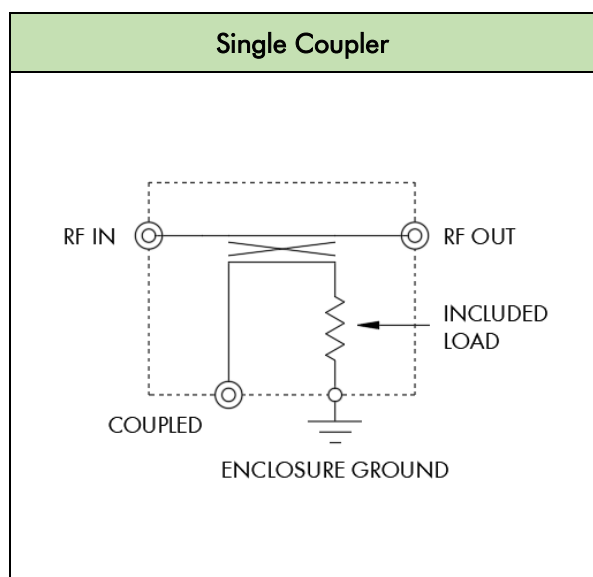 Single Coupler
RF IN
RF OUT
INCLUDED
LOAD
COUPLED
ENCLOSURE GROUND